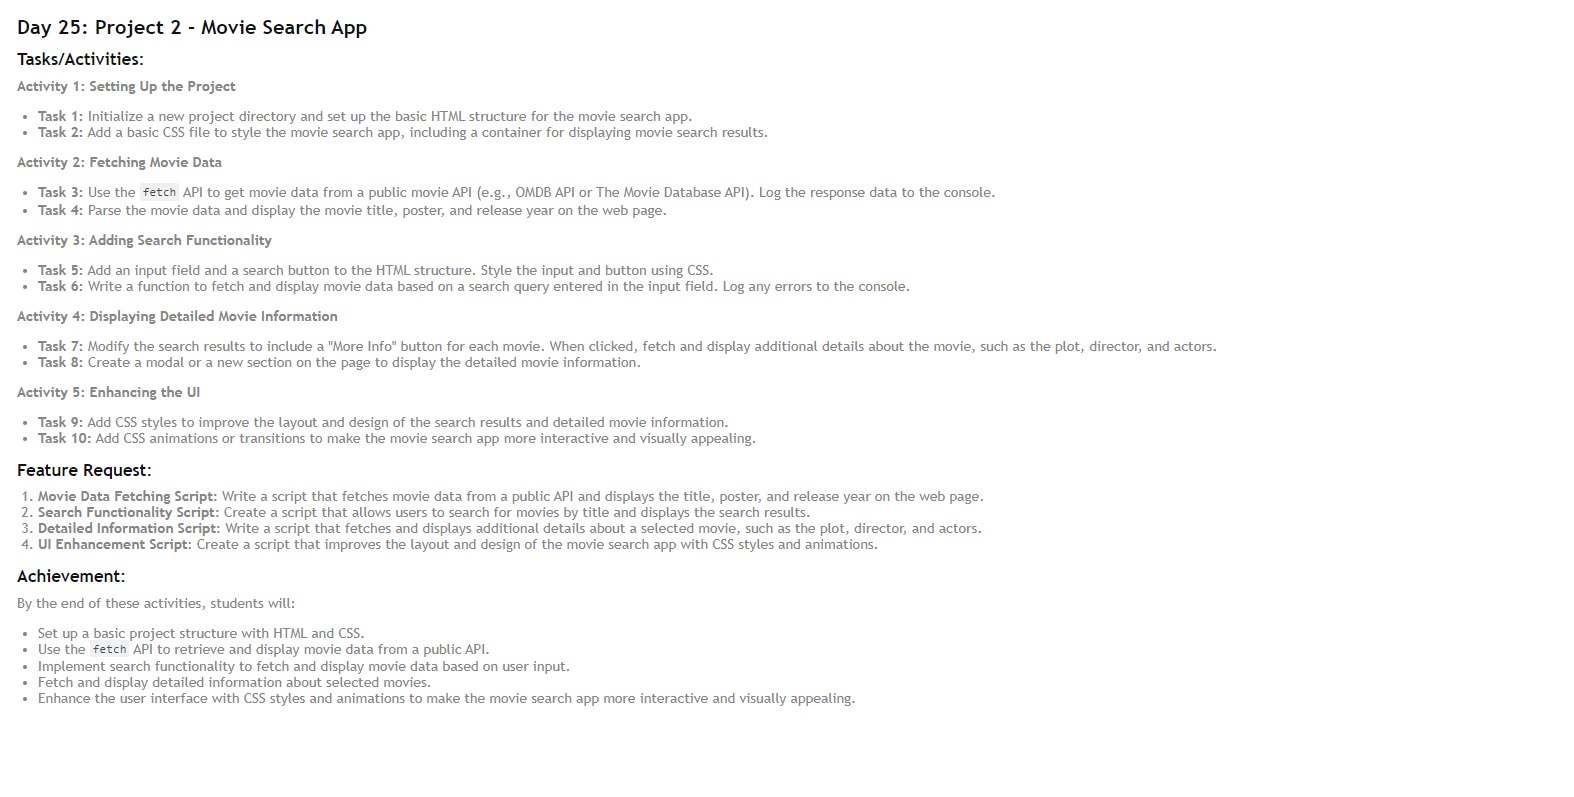 Day 25: Project 2 - Movie Search App
Tasks/Activities:
Activity 1: Setting Up the Project
• Task 1: Initialize a new project directory and set up the basic HTML structure for the movie search app.
• Task 2: Add a basic CSS file to style the movie search app, including a container for displaying movie search results.
Activity 2: Fetching Movie Data
• Task 3: Use the fetch API to get movie data from a public movie API (e.g., OMDB API or The Movie Database API). Log the response data to the console.
• Task 4: Parse the movie data and display the movie title, poster, and release year on the web page.
Activity 3: Adding Search Functionality
• Task 5: Add an input field and a search button to the HTML structure. Style the input and button using CSS.
• Task 6: Write a function to fetch and display movie data based on a search query entered in the input field. Log any errors to the console.
Activity 4: Displaying Detailed Movie Information
• Task 7: Modify the search results to include a "More Info" button for each movie. When clicked, fetch and display additional details about the movie, such as the plot, director, and actors.
• Task 8: Create a modal or a new section on the page to display the detailed movie information.
Activity 5: Enhancing the UI
• Task 9: Add CSS styles to improve the layout and design of the search results and detailed movie information.
• Task 10: Add CSS animations or transitions to make the movie search app more interactive and visually appealing.
Feature Request:
1. Movie Data Fetching Script: Write a script that fetches movie data from a public API and displays the title, poster, and release year on the web page.
2. Search Functionality Script: Create a script that allows users to search for movies by title and displays the search results.
3. Detailed Information Script: Write a script that fetches and displays additional details about a selected movie, such as the plot, director, and actors.
4. UI Enhancement Script: Create a script that improves the layout and design of the movie search app with CSS styles and animations.
Achievement:
By the end of these activities, students will:
• Set up a basic project structure with HTML and CSS.
• Use the fetch API to retrieve and display movie data from a public API.
• Implement search functionality to fetch and display movie data based on user input.
• Fetch and display detailed information about selected movies.
• Enhance the user interface with CSS styles and animations to make the movie search app more interactive and visually appealing.